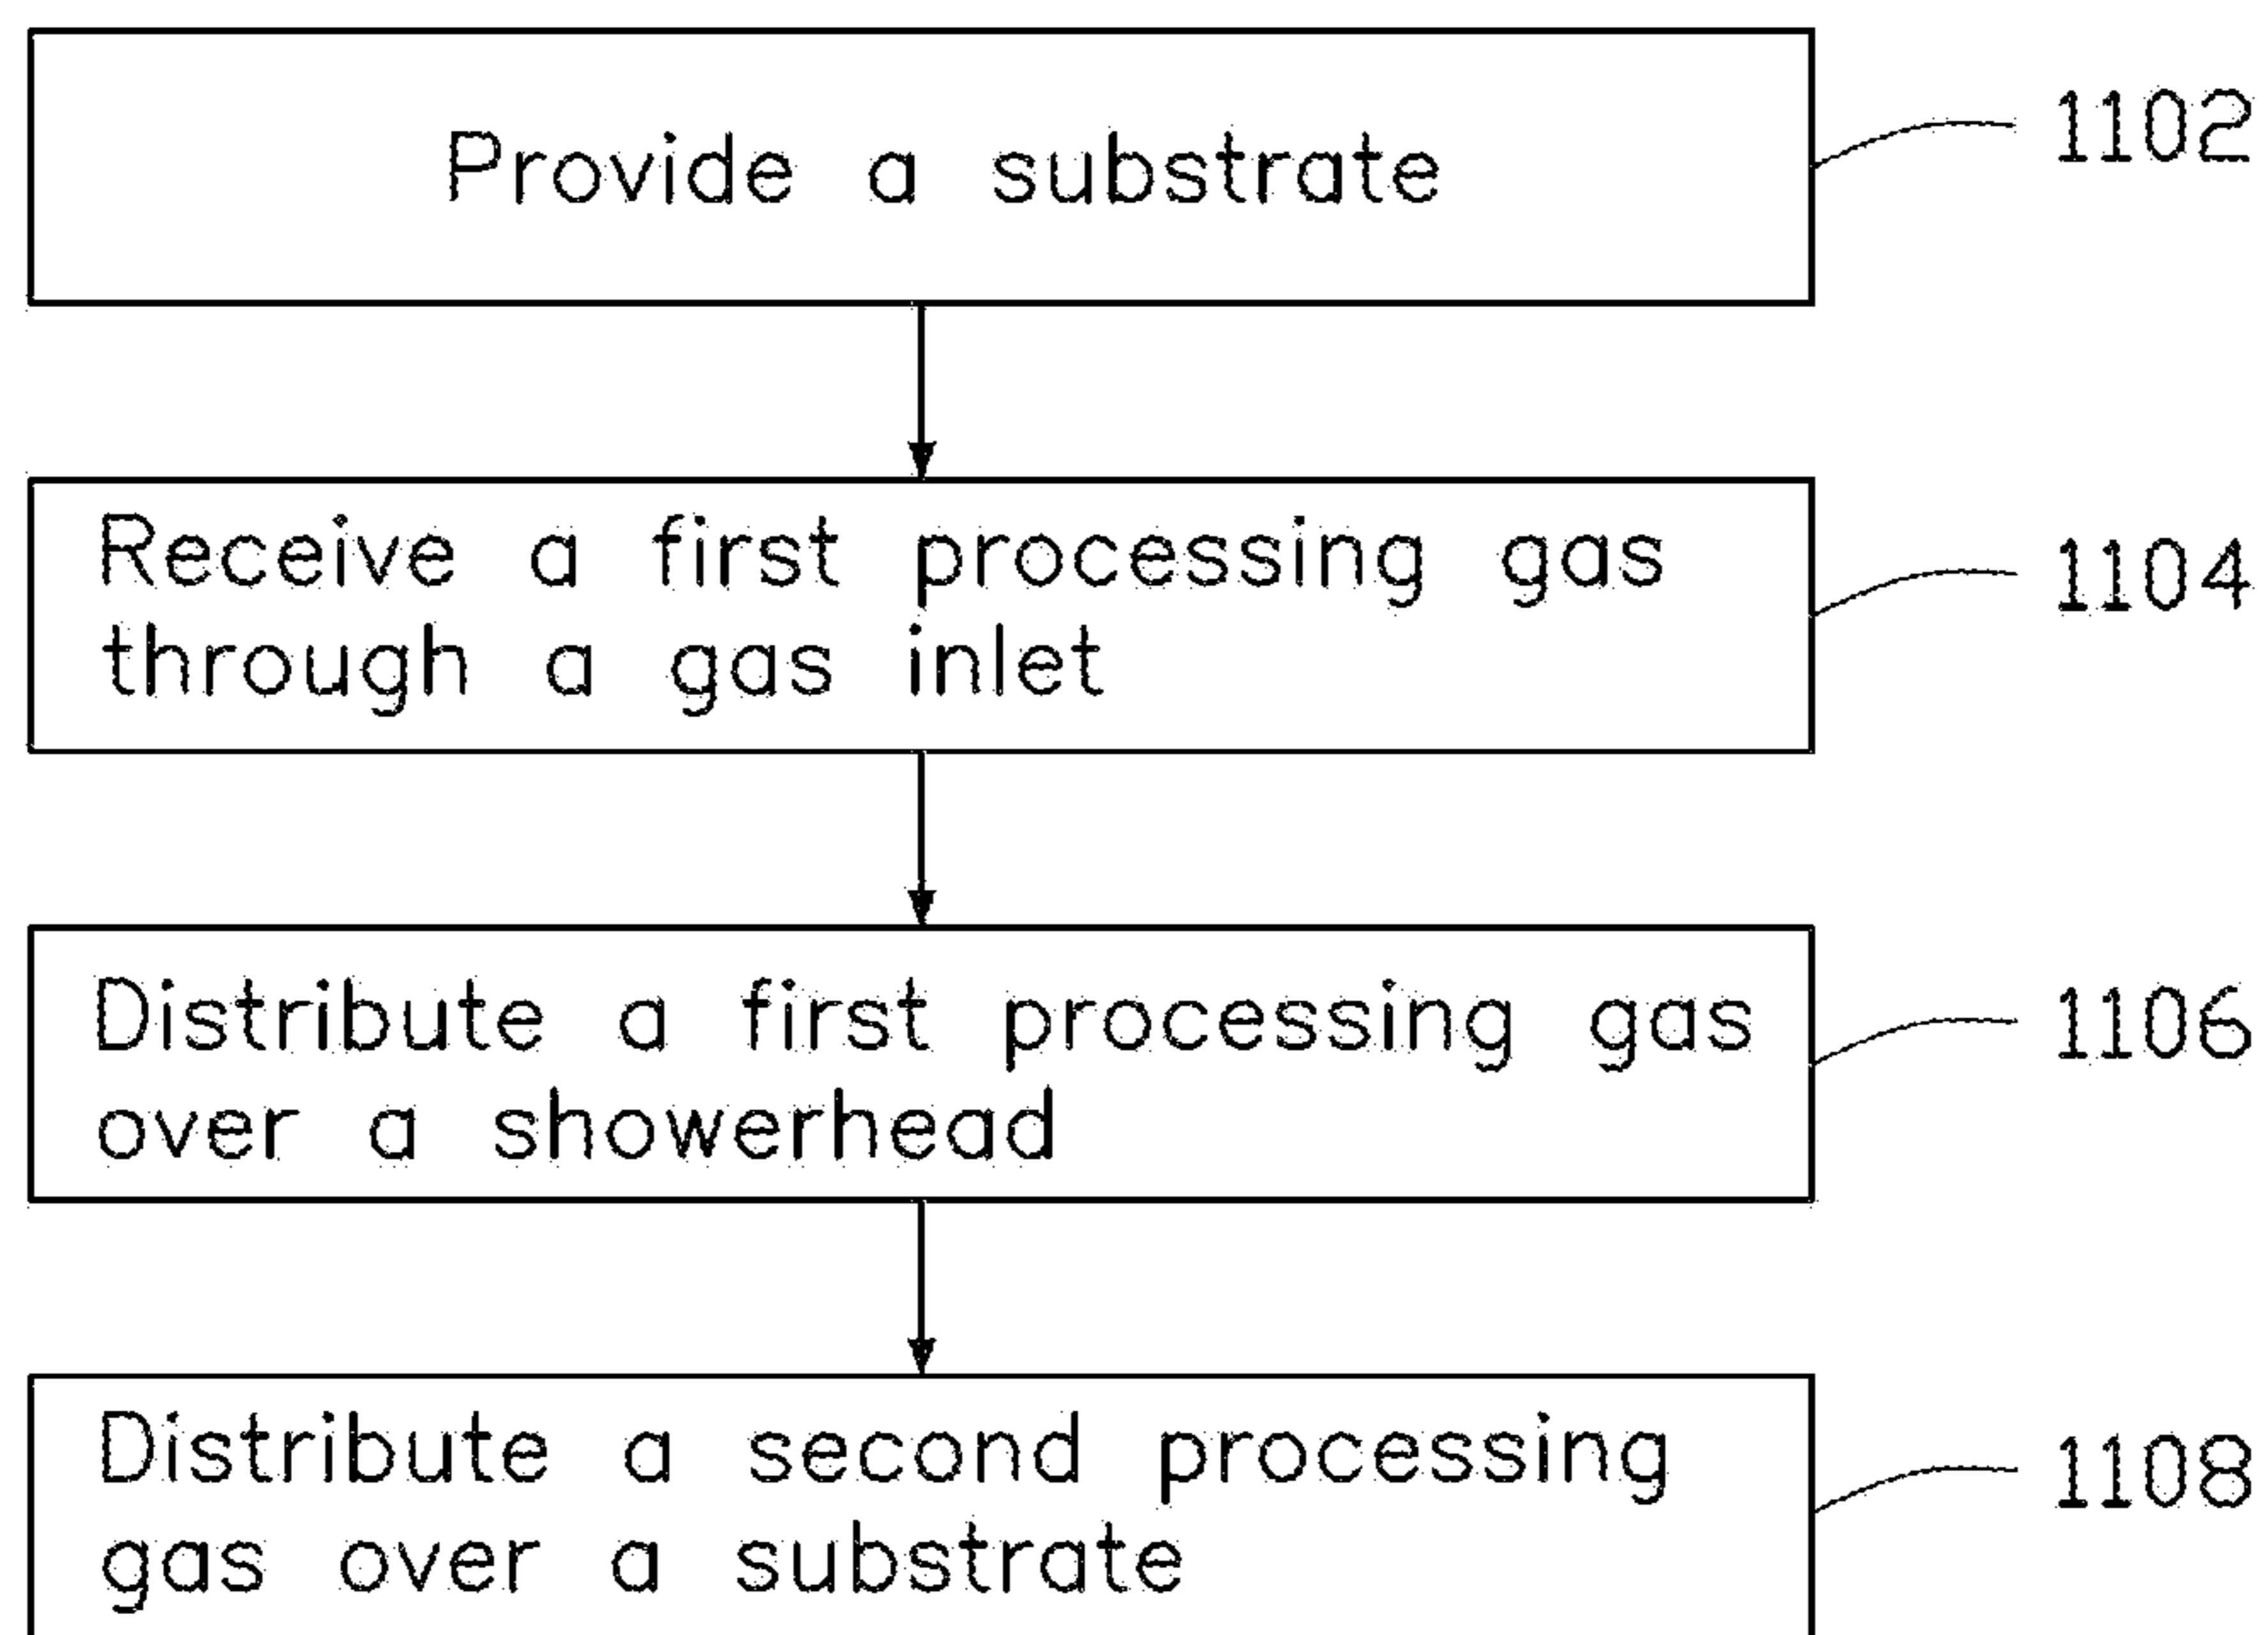 Provide a substrate
1102
Receive a first processing gas
through a gas inlet
1104
Distribute a first processing gas
over a showerhead
1106
Distribute a second processing
gas over a substrate
1108